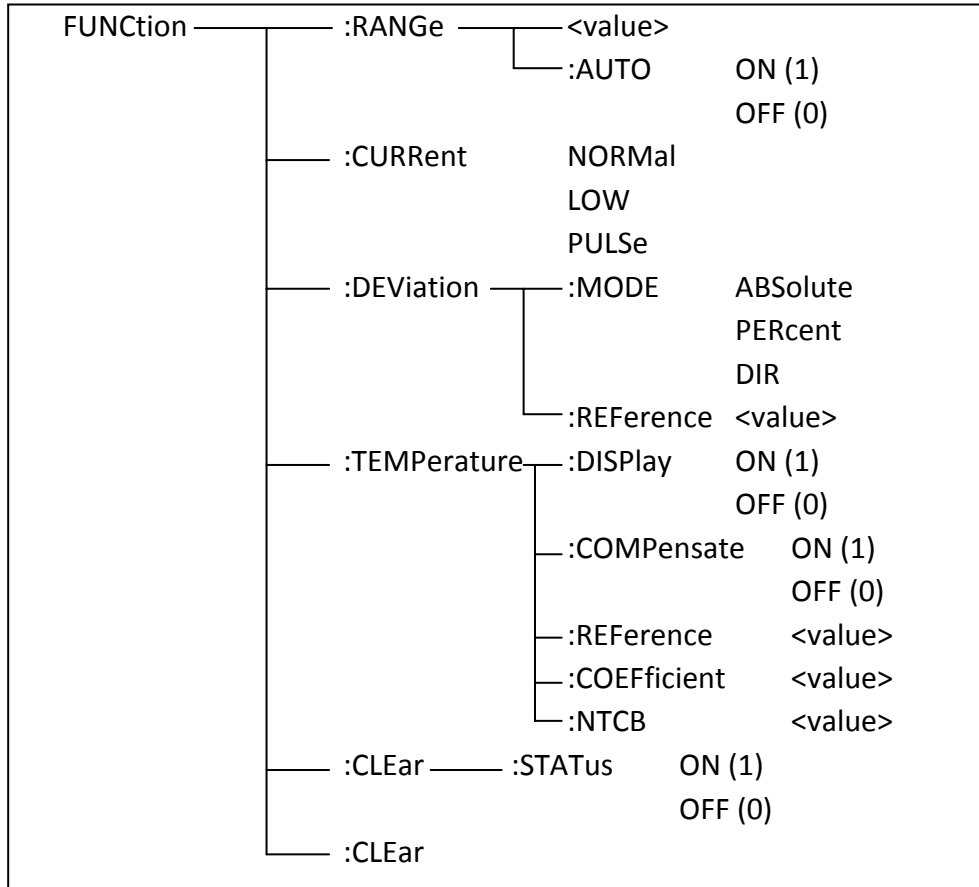 FUNCtion :RANGe <value>
:AUTO ON (1)
OFF (0)
:CURRent NORMal
LOW
PULSe
:DEViation :MODE ABSolute
PERcent
DIR
:REFerence <value>
:TEMPerature :DISPlay ON (1)
OFF (0)
:COMPensate ON (1)
OFF (0)
:REFerence <value>
:COEFficient <value>
:NTCB <value>
:CLEar :STATus ON (1)
OFF (0)
:CLEar